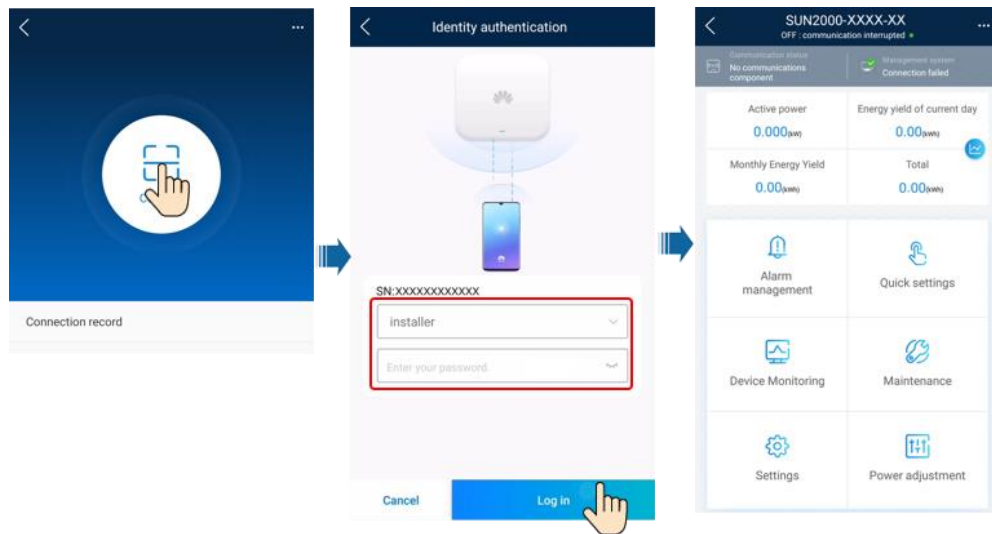 Connection record
Identity authentication
SN:XXXXXXXXXXXX
installer
Enter your password.
Cancel
Log in
SUN2000-XXXX-XX
OFF : communication interrupted
Communication status
No communications
component
Management system
Connection failed
Active power
0.000(kW)
Energy yield of current day
0.00(kWh)
Monthly Energy Yield
0.00(kWh)
Total
0.00(kWh)
Alarm
management
Quick settings
Device Monitoring
Maintenance
Settings
Power adjustment